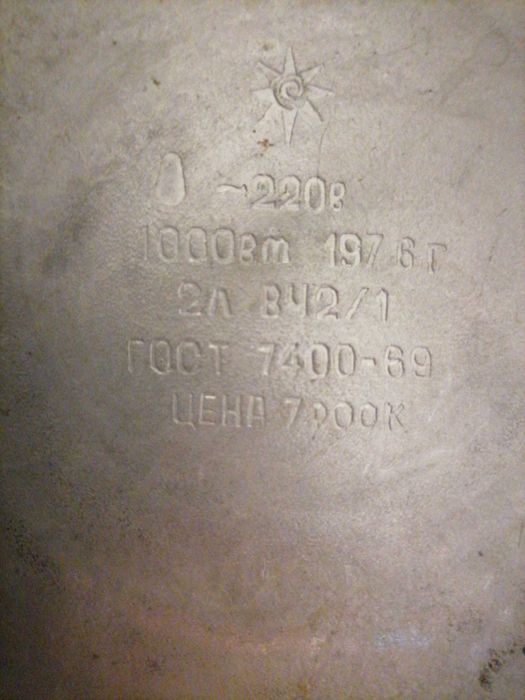 ~220в
1000вт 1976г
2л ВЧ2/1
ГОСТ 7400-69
ЦЕНА 7р00к